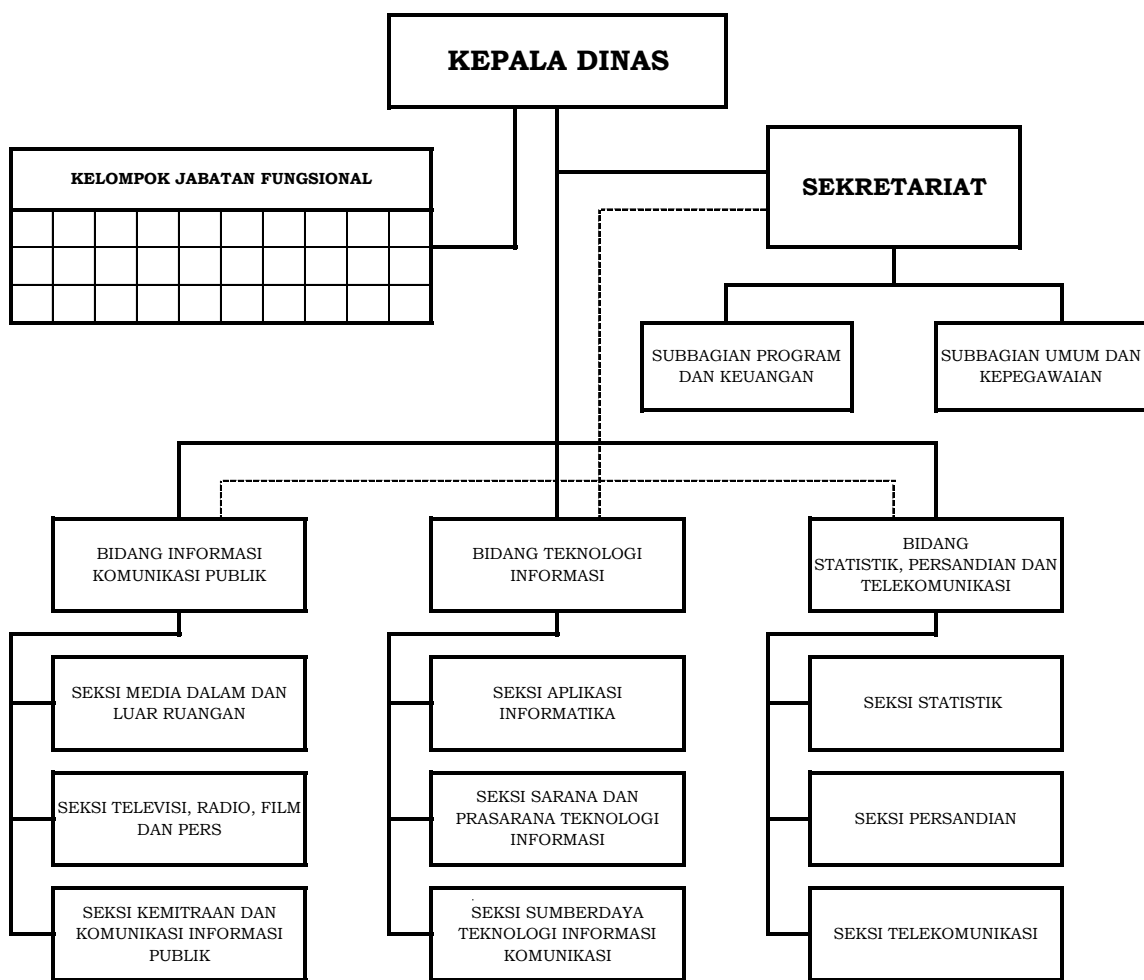 KEPALA DINAS
KELOMPOK JABATAN FUNGSIONAL
SEKRETARIAT
SUBBAGIAN PROGRAM
DAN KEUANGAN
SUBBAGIAN UMUM DAN
KEPEGAWAIAN
BIDANG INFORMASI
KOMUNIKASI PUBLIK
BIDANG TEKNOLOGI
INFORMASI
BIDANG
STATISTIK, PERSANDIAN DAN
TELEKOMUNIKASI
SEKSI MEDIA DALAM DAN
LUAR RUANGAN
SEKSI APLIKASI
INFORMATIKA
SEKSI STATISTIK
SEKSI TELEVISI, RADIO, FILM
DAN PERS
SEKSI SARANA DAN
PRASARANA TEKNOLOGI
INFORMASI
SEKSI PERSANDIAN
SEKSI KEMITRAAN DAN
KOMUNIKASI INFORMASI
PUBLIK
SEKSI SUMBERDAYA
TEKNOLOGI INFORMASI
KOMUNIKASI
SEKSI TELEKOMUNIKASI